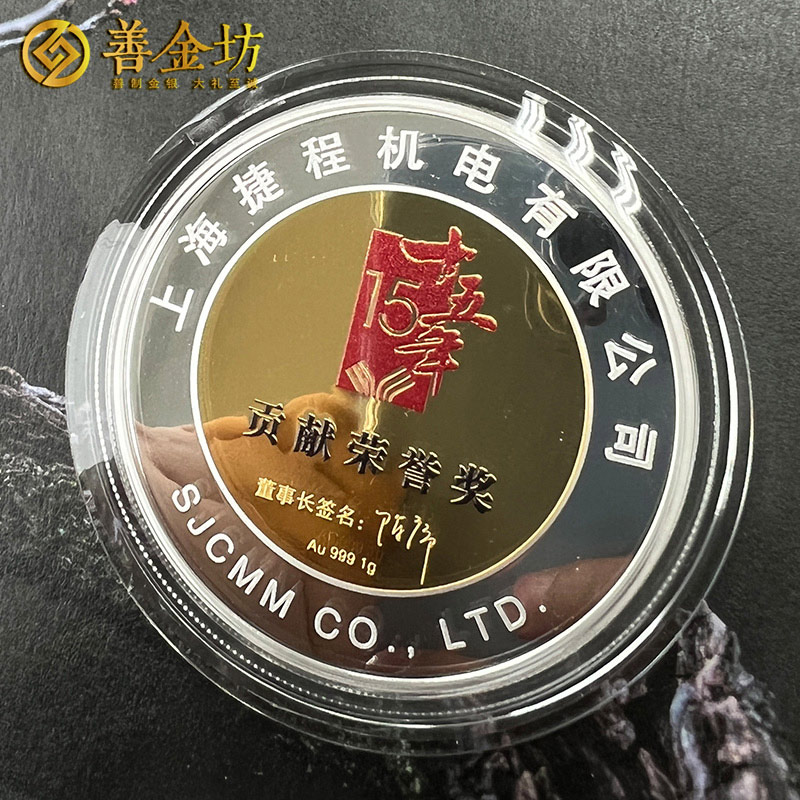 善金坊
善制金银 大礼至诚
上海捷程机电有限公司
十五年
15
贡献荣誉奖
董事长签名：
Au 999 1g
SJCMM CO., LTD.